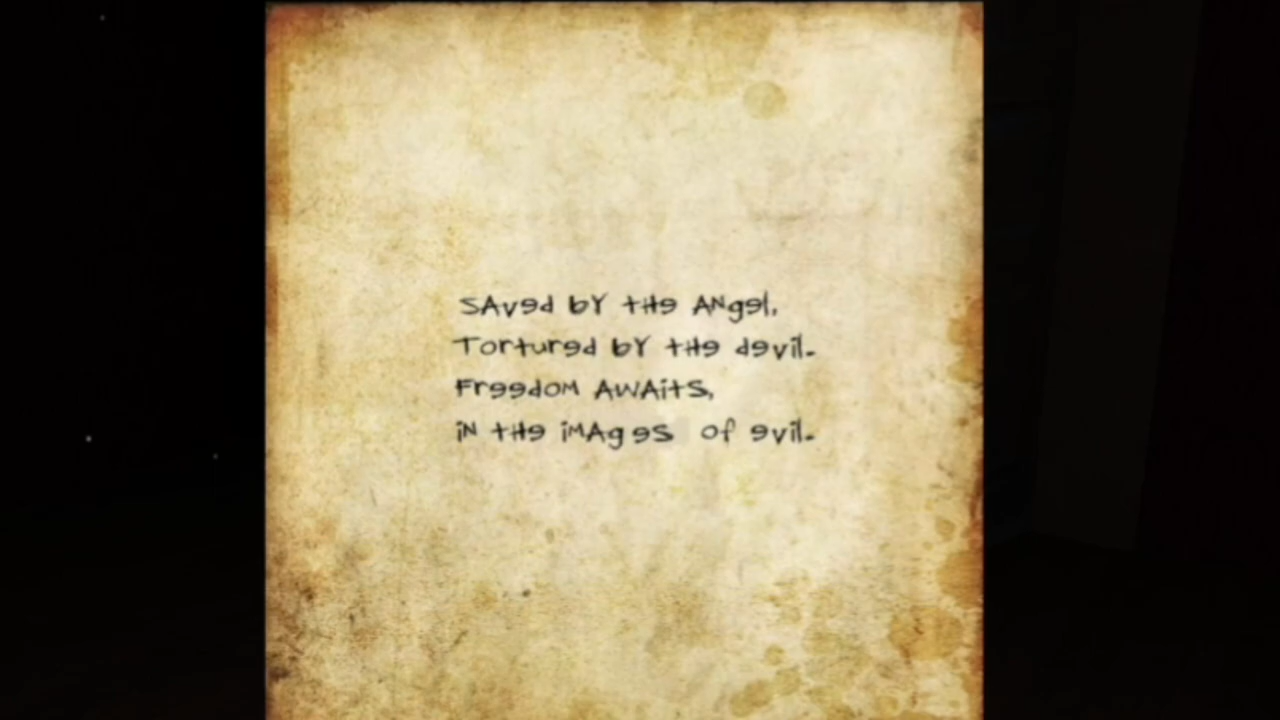 SAved bY tHe ANgel,
Tortured bY tHe devil.
FreedoM AWAitS,
iN tHe iMAgeS of evil.